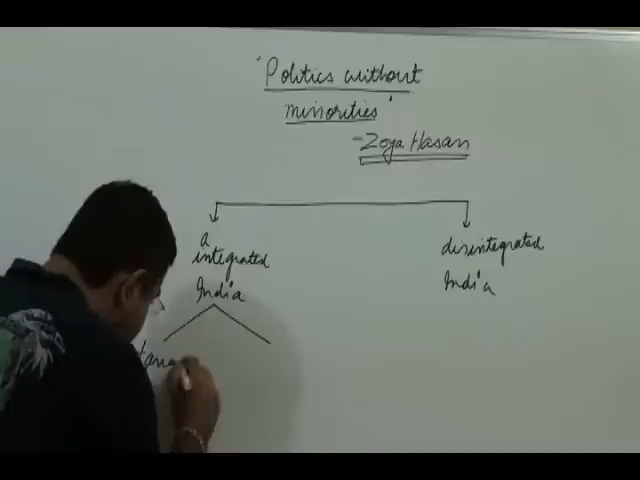 "Politics without
minorities"
- Zoya Hasan
a
integrated
India
disintegrated
India